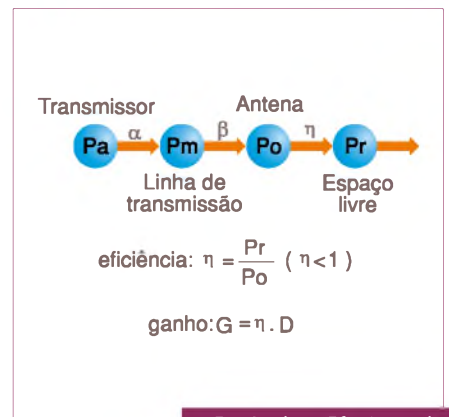 Transmissor
Antena
Pa α Pm β Po η Pr
Linha de transmissão
Espaço livre
eficiência: η = Pr/Po ( η<1 )
ganho: G = η . D